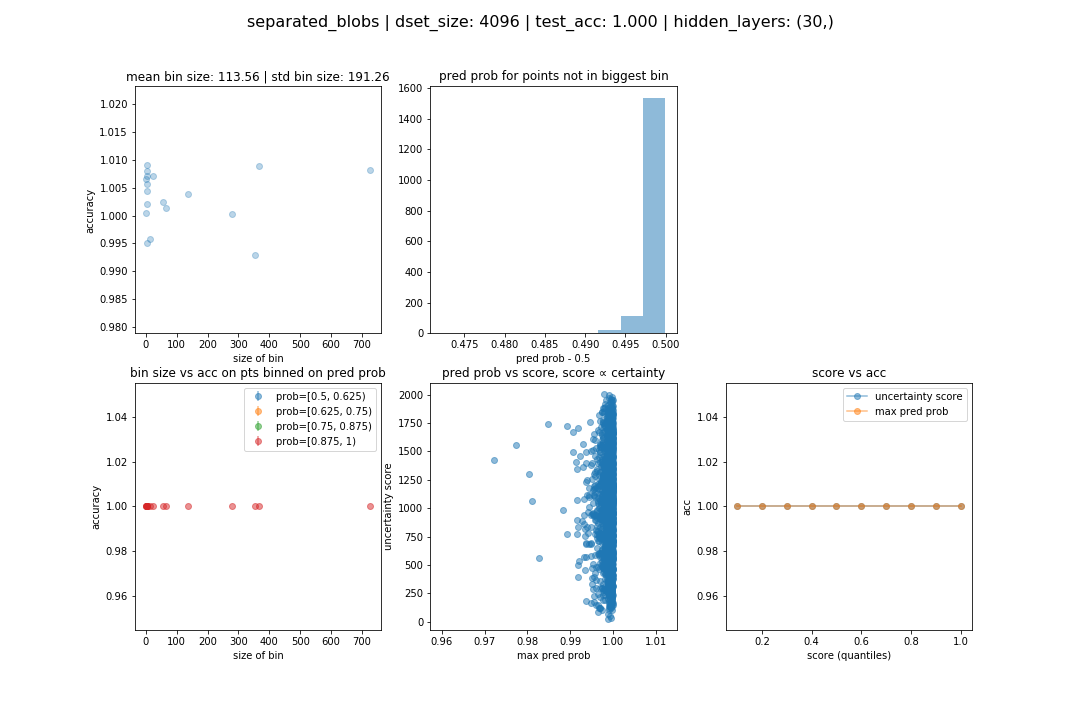 separated_blobs | dset_size: 4096 | test_acc: 1.000 | hidden_layers: (30,)
mean bin size: 113.56 | std bin size: 191.26
1.020
1.015
1.010
1.005
1.000
0.995
0.990
0.985
0.980
accuracy
0 100 200 300 400 500 600 700
size of bin
pred prob for points not in biggest bin
1600
1400
1200
1000
800
600
400
200
0
0.475 0.480 0.485 0.490 0.495 0.500
pred prob - 0.5
bin size vs acc on pts binned on pred prob
prob=[0.5, 0.625)
prob=[0.625, 0.75)
prob=[0.75, 0.875)
prob=[0.875, 1)
1.04
1.02
1.00
0.98
0.96
accuracy
0 100 200 300 400 500 600 700
size of bin
pred prob vs score, score ∝ certainty
2000
1750
1500
1250
1000
750
500
250
0
uncertainty score
0.96 0.97 0.98 0.99 1.00 1.01
max pred prob
score vs acc
uncertainty score
max pred prob
1.04
1.02
1.00
0.98
0.96
acc
0.2 0.4 0.6 0.8 1.0
score (quantiles)